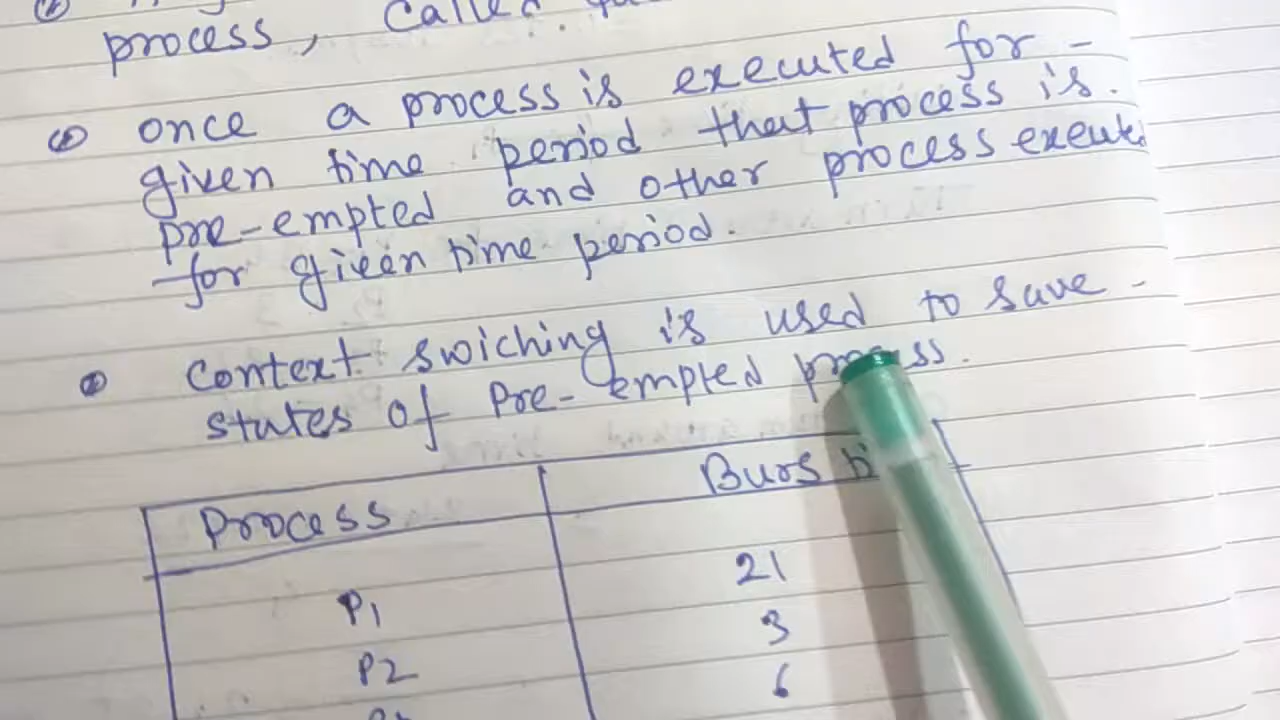 process, called
once a process is executed for -
given time period that process is.
pre-empted and other process execute
for given time period.
context swiching is used to save -
states of pre-empted process.
Process Burs
P1 21
P2 3
6